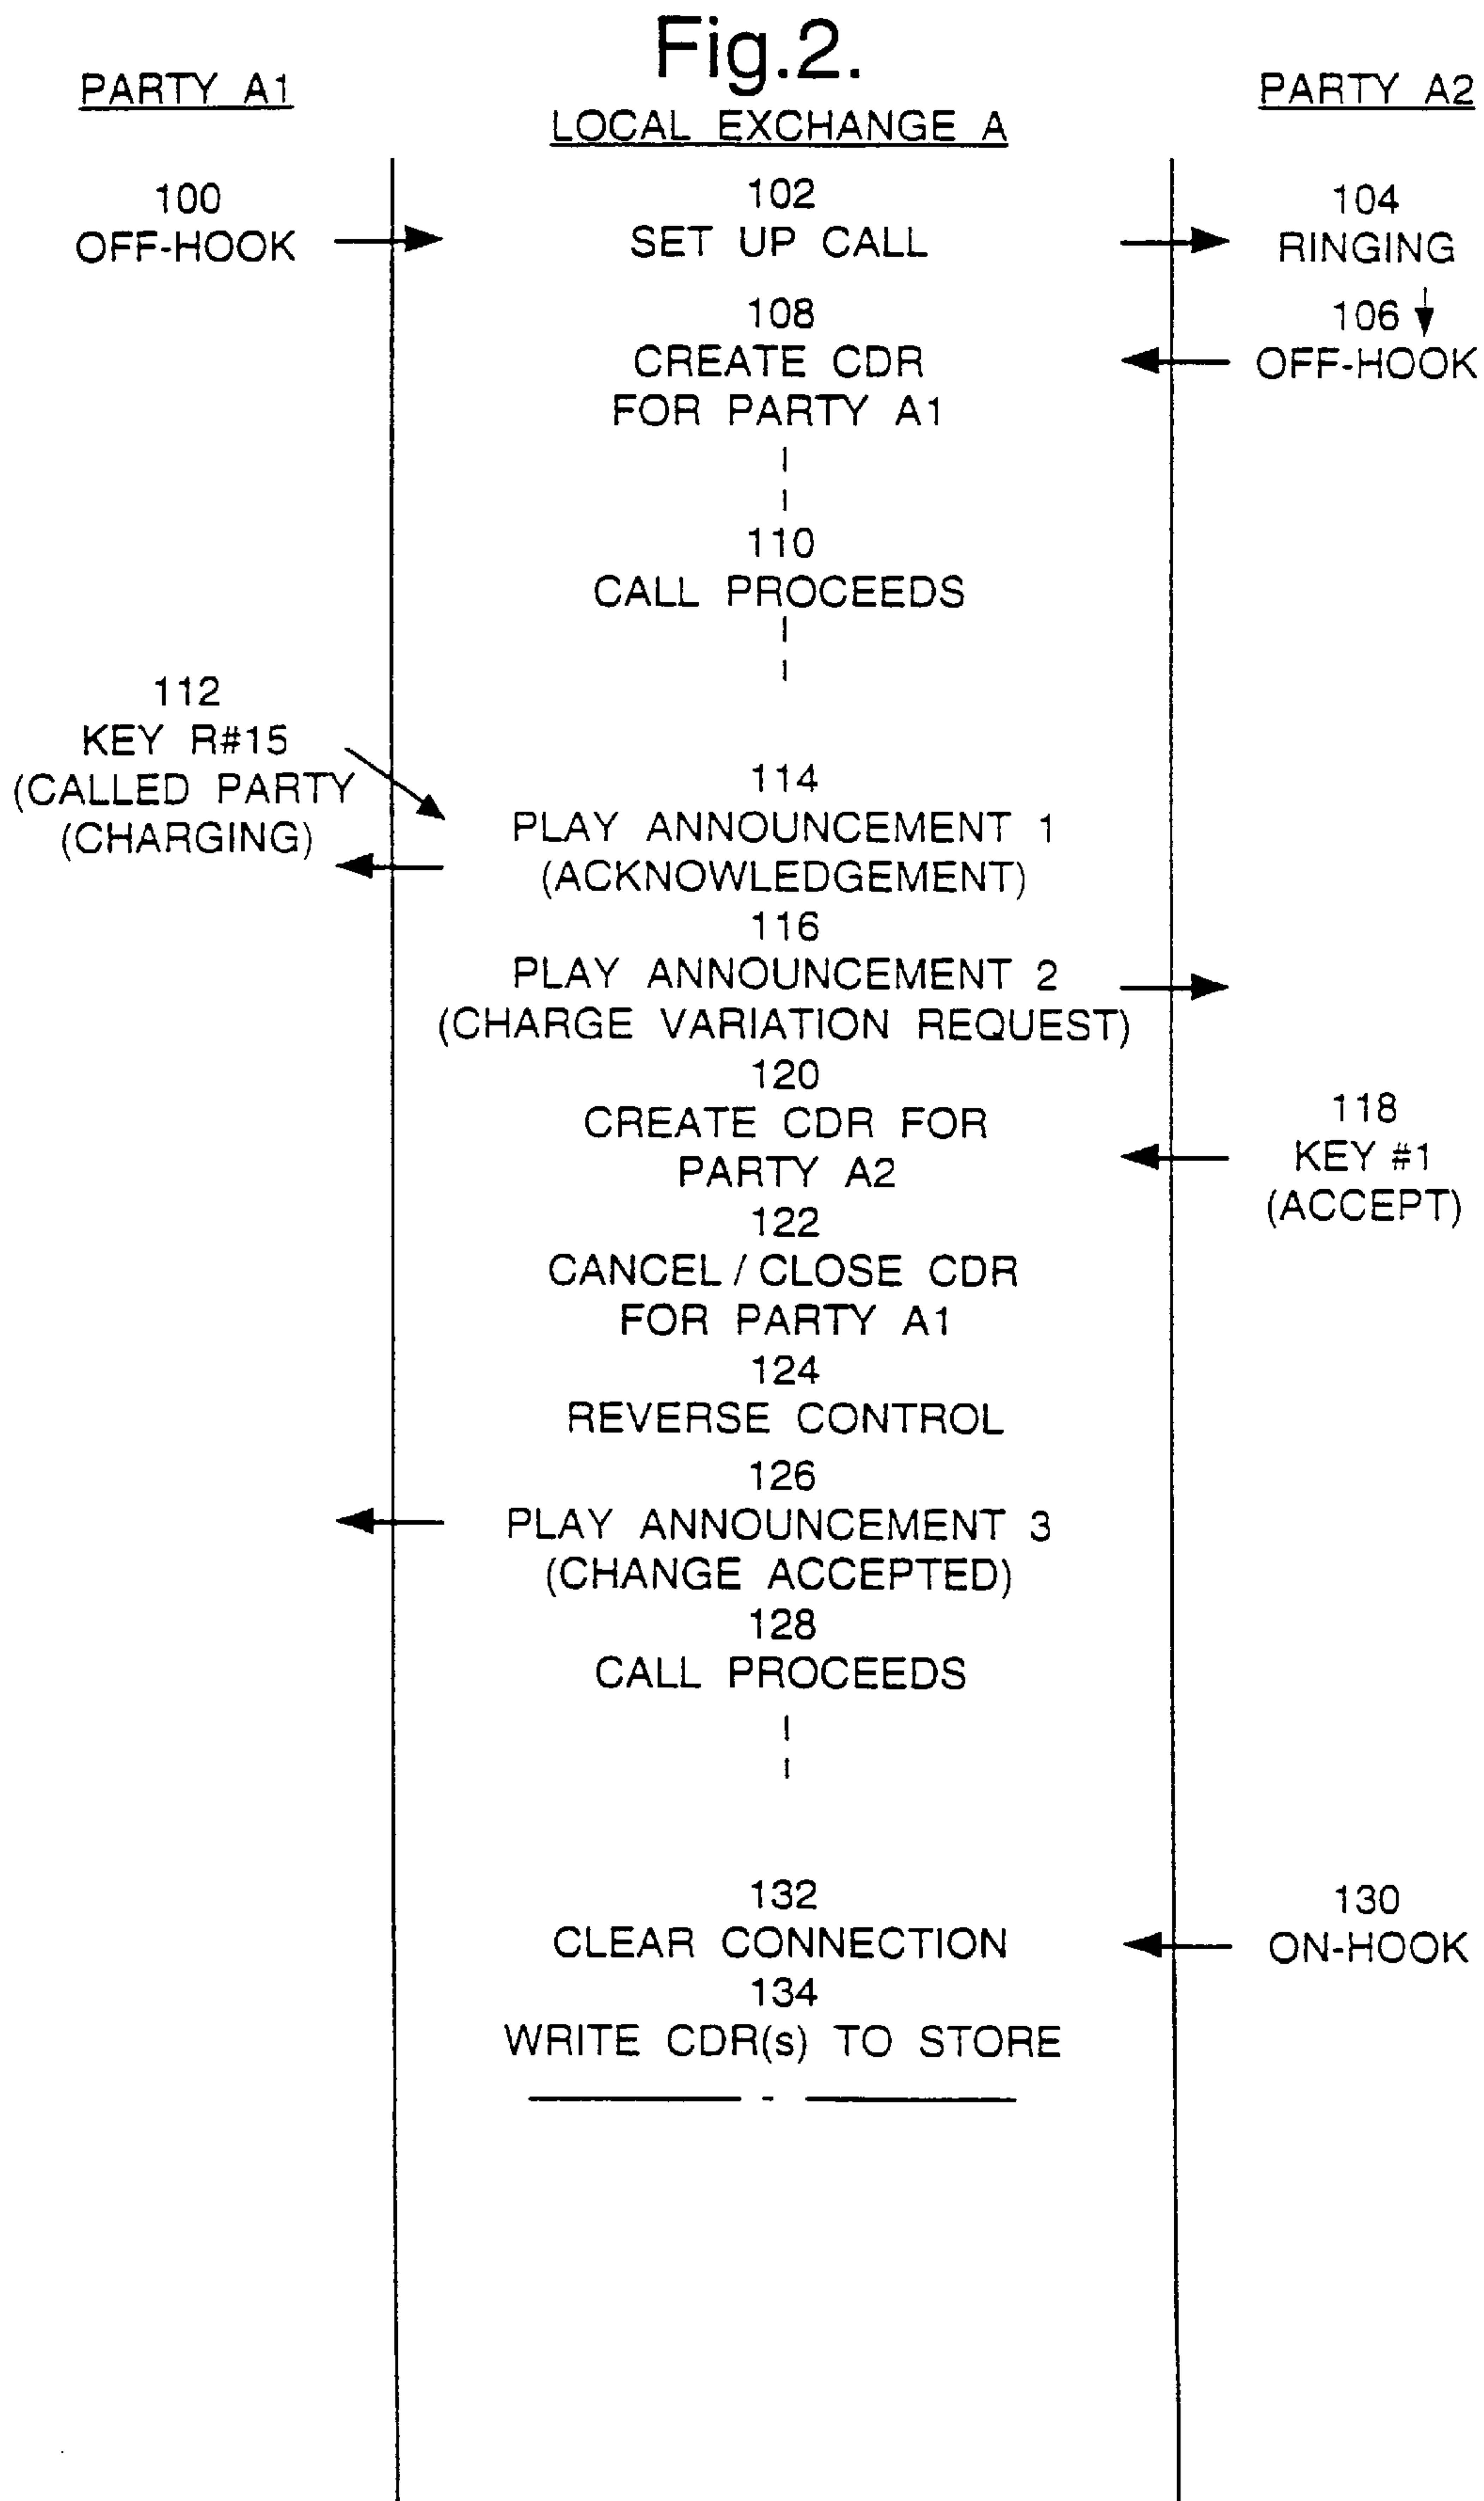 Fig.2.
PARTY A1
LOCAL EXCHANGE A
PARTY A2
100
OFF-HOOK
102
SET UP CALL
104
RINGING
106
OFF-HOOK
108
CREATE CDR
FOR PARTY A1
110
CALL PROCEEDS
112
KEY R#15
(CALLED PARTY
(CHARGING)
114
PLAY ANNOUNCEMENT 1
(ACKNOWLEDGEMENT)
116
PLAY ANNOUNCEMENT 2
(CHARGE VARIATION REQUEST)
118
KEY #1
(ACCEPT)
120
CREATE CDR FOR
PARTY A2
122
CANCEL / CLOSE CDR
FOR PARTY A1
124
REVERSE CONTROL
126
PLAY ANNOUNCEMENT 3
(CHANGE ACCEPTED)
128
CALL PROCEEDS
130
ON-HOOK
132
CLEAR CONNECTION
134
WRITE CDR(s) TO STORE